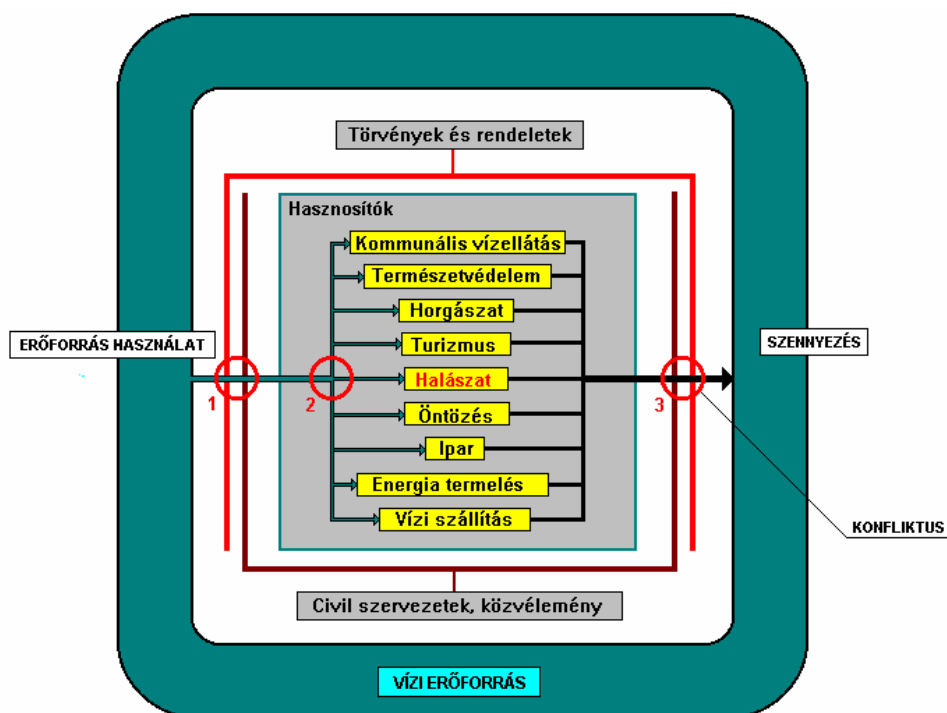 Törvények és rendeletek
Hasznosítók
Kommunális vízellátás
Természetvédelem
Horgászat
ERŐFORRÁS HASZNÁLAT
Turizmus
SZENNYEZÉS
Halászat
1
2
3
Öntözés
Ipar
Energia termelés
Vízi szállítás
KONFLIKTUS
Civil szervezetek, közvélemény
VÍZI ERŐFORRÁS